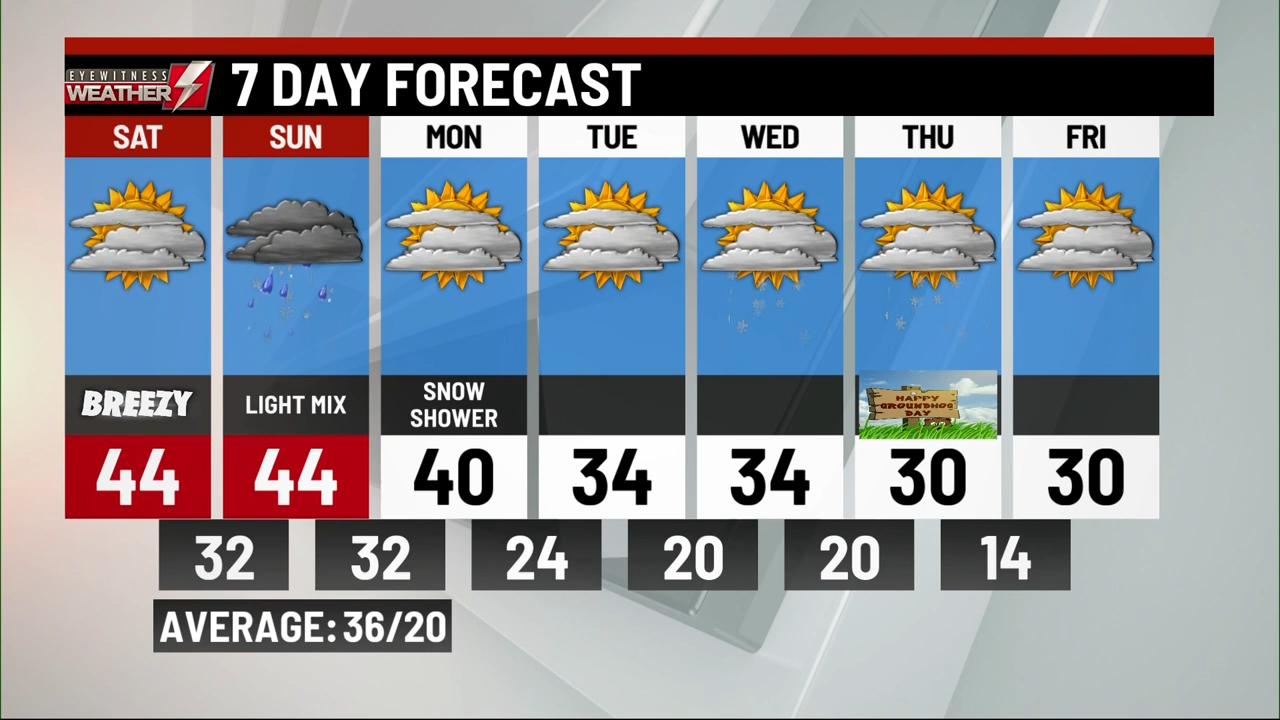 EYEWITNESS
WEATHER
7 DAY FORECAST
SAT SUN MON TUE WED THU FRI
BREEZY
LIGHT MIX
SNOW
SHOWER
HAPPY
GROUNDHOG
DAY
44 44 40 34 34 30 30
32 32 24 20 20 14
AVERAGE: 36/20